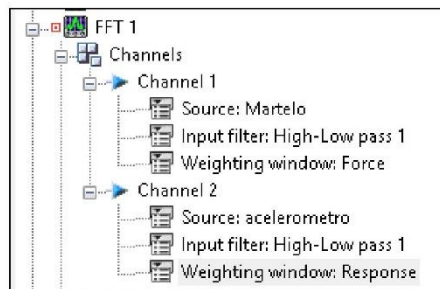 FFT 1
Channels
Channel 1
Source: Martelo
Input filter: High-Low pass 1
Weighting window: Force
Channel 2
Source: acelerometro
Input filter: High-Low pass 1
Weighting window: Response